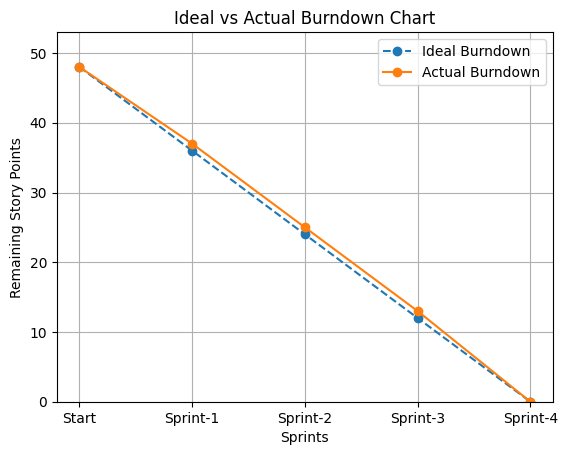 Ideal vs Actual Burndown Chart
Ideal Burndown
Actual Burndown
Remaining Story Points
50
40
30
20
10
0
Start Sprint-1 Sprint-2 Sprint-3 Sprint-4
Sprints